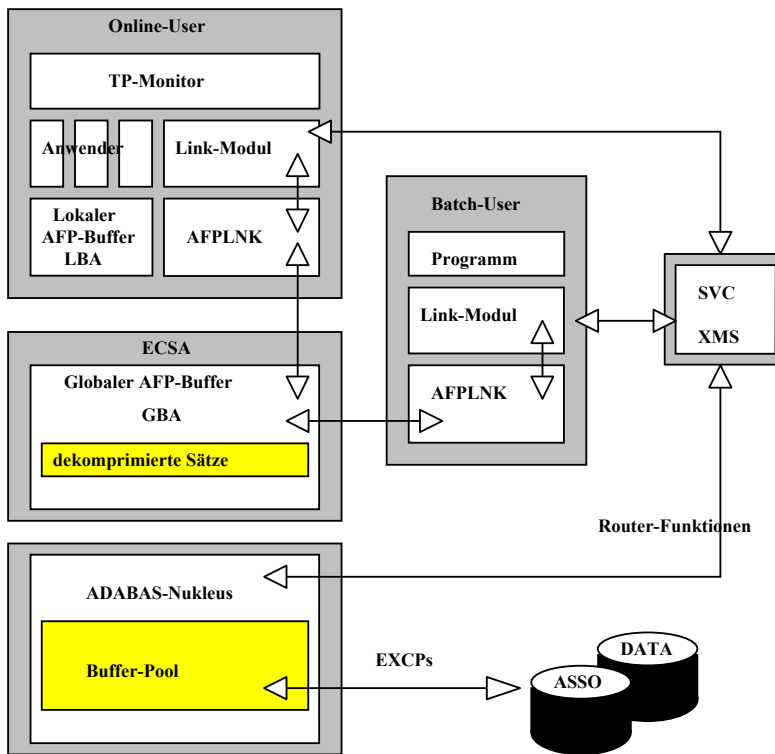 Online-User
TP-Monitor
Anwender
Link-Modul
Lokaler
AFP-Buffer
LBA
AFPLNK
Batch-User
Programm
Link-Modul
AFPLNK
SVC
XMS
ECSA
Globaler AFP-Buffer
GBA
dekomprimierte Sätze
Router-Funktionen
ADABAS-Nukleus
Buffer-Pool
EXCPs
DATA
ASSO